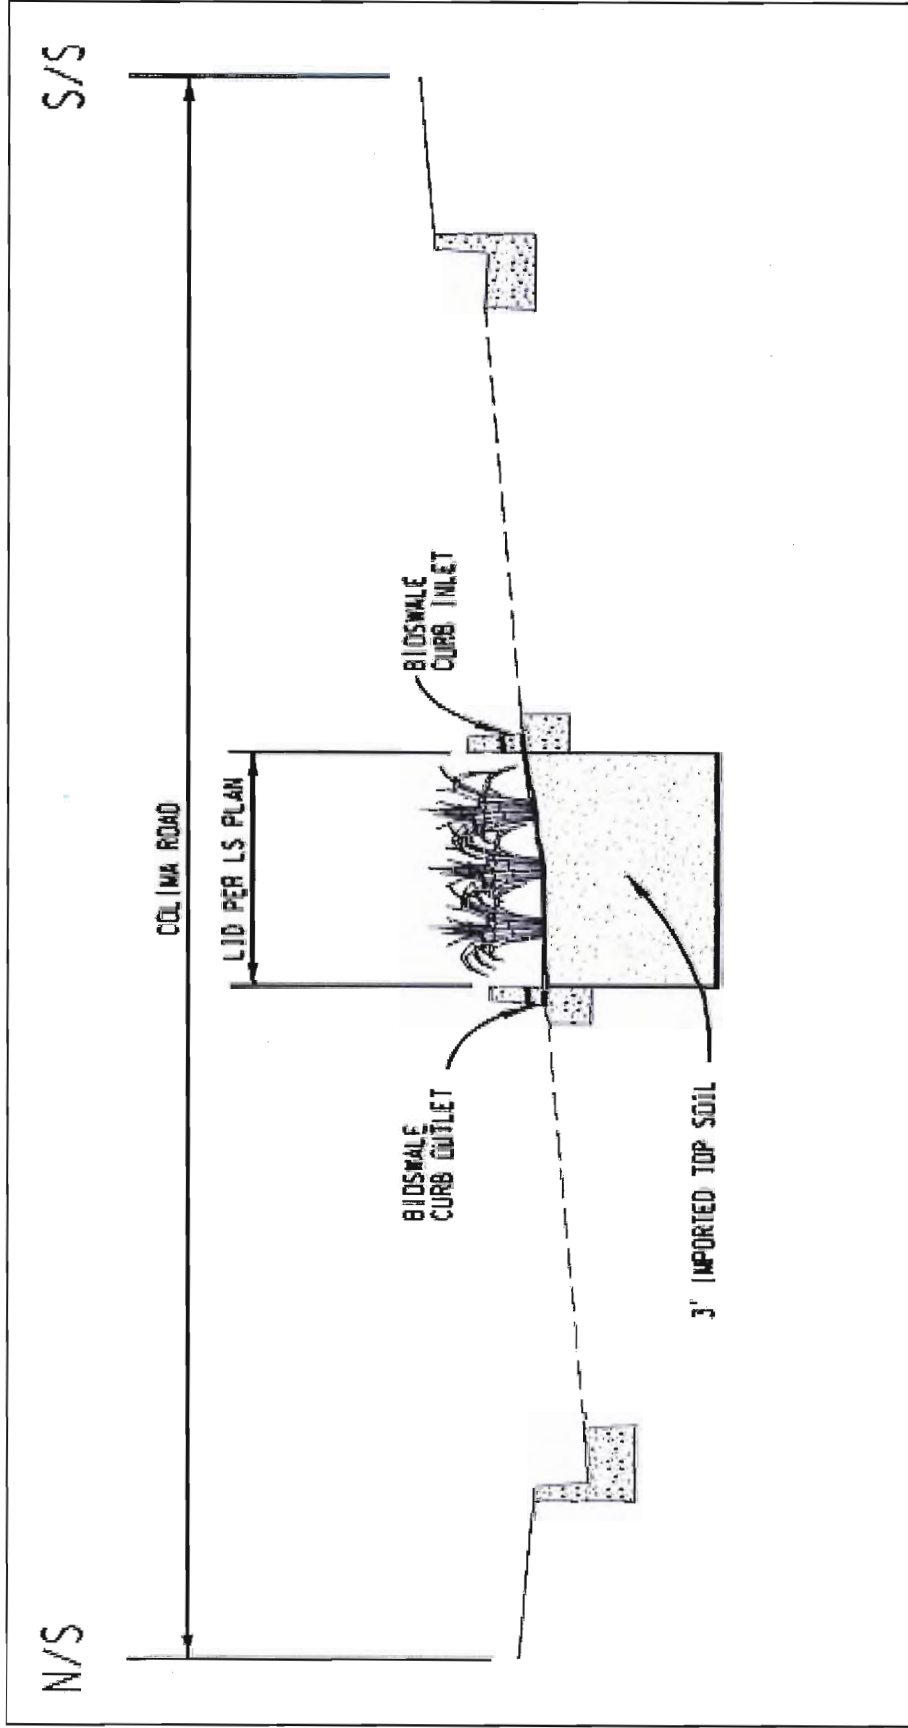 N/S
S/S
COLIMA ROAD
LID PER LS PLAN
BIOSWALE
CURB OUTLET
BIOSWALE
CURB INLET
3' IMPORTED TOP SOIL